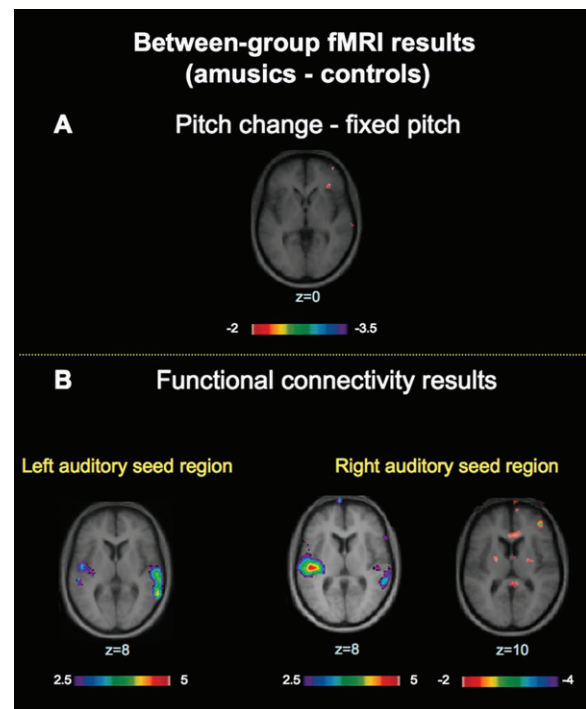 Between-group fMRI results
(amusics - controls)
A Pitch change - fixed pitch
z=0
-2 -3.5
B Functional connectivity results
Left auditory seed region Right auditory seed region
z=8 z=8 z=10
2.5 5 2.5 5 -2 -4